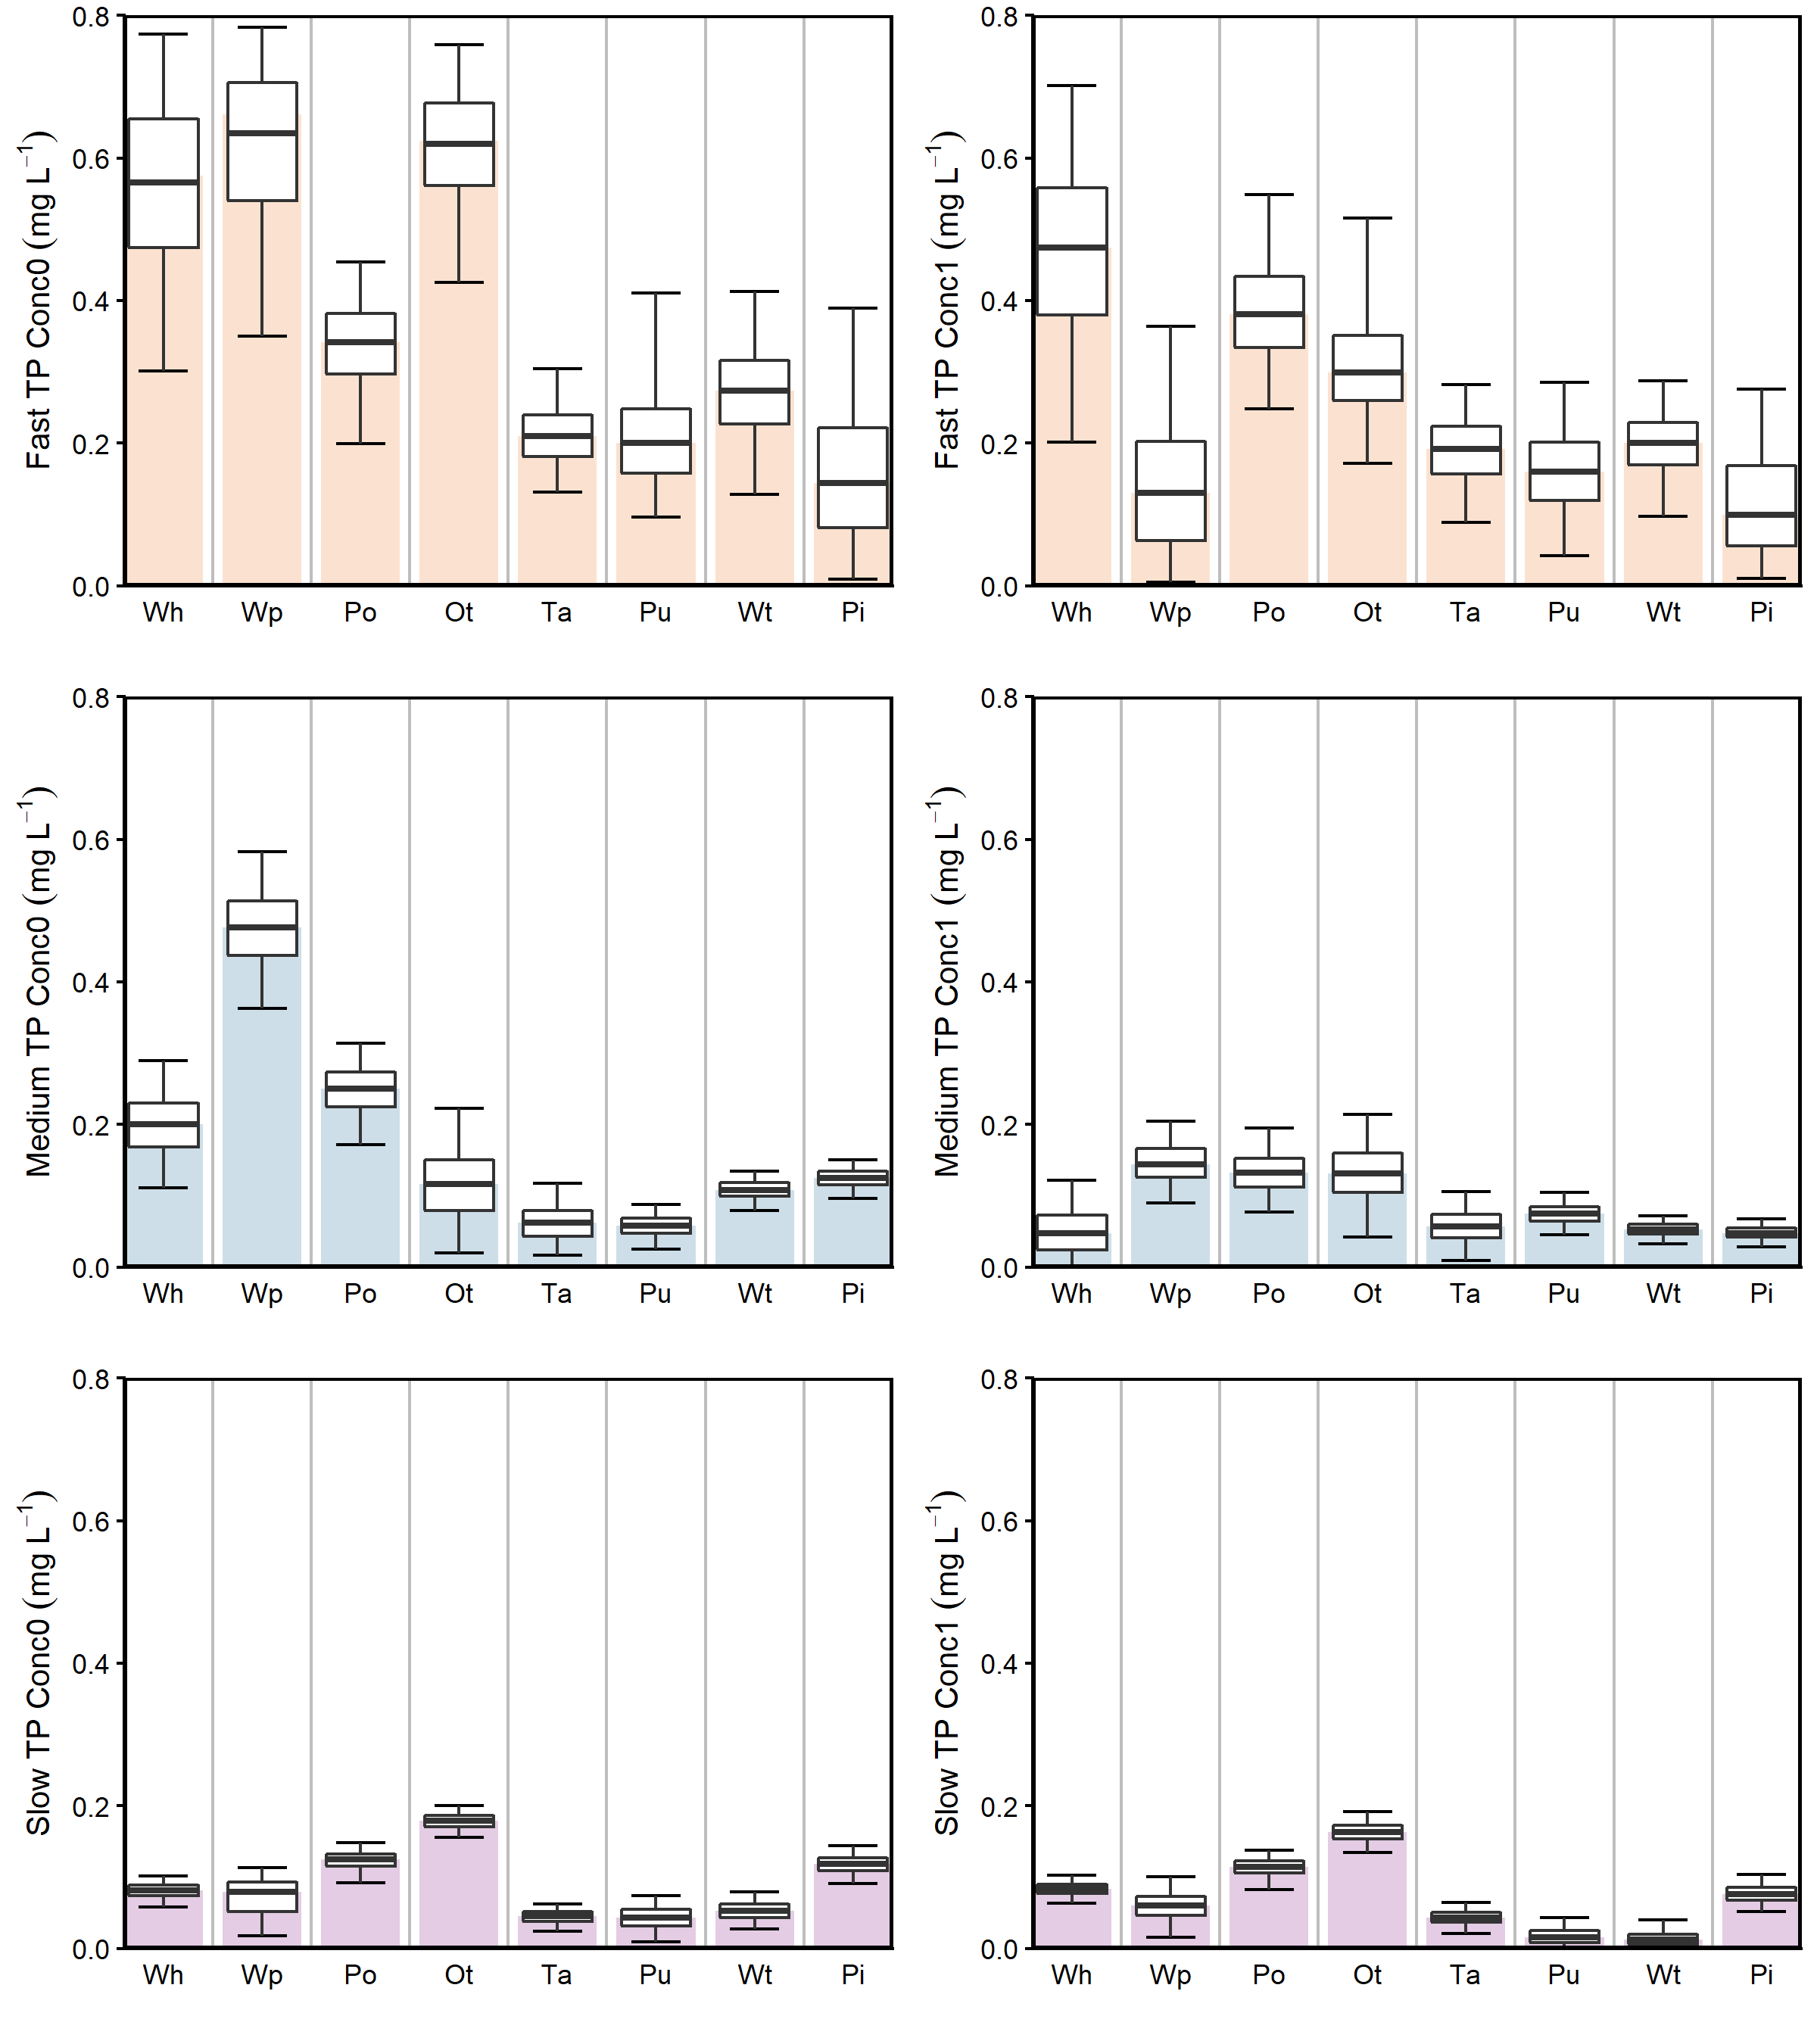 Fast TP Conc0 (mg L⁻¹)
0.8
0.6
0.4
0.2
0.0
Wh Wp Po Ot Ta Pu Wt Pi
Fast TP Conc1 (mg L⁻¹)
0.8
0.6
0.4
0.2
0.0
Wh Wp Po Ot Ta Pu Wt Pi
Medium TP Conc0 (mg L⁻¹)
0.8
0.6
0.4
0.2
0.0
Wh Wp Po Ot Ta Pu Wt Pi
Medium TP Conc1 (mg L⁻¹)
0.8
0.6
0.4
0.2
0.0
Wh Wp Po Ot Ta Pu Wt Pi
Slow TP Conc0 (mg L⁻¹)
0.8
0.6
0.4
0.2
0.0
Wh Wp Po Ot Ta Pu Wt Pi
Slow TP Conc1 (mg L⁻¹)
0.8
0.6
0.4
0.2
0.0
Wh Wp Po Ot Ta Pu Wt Pi